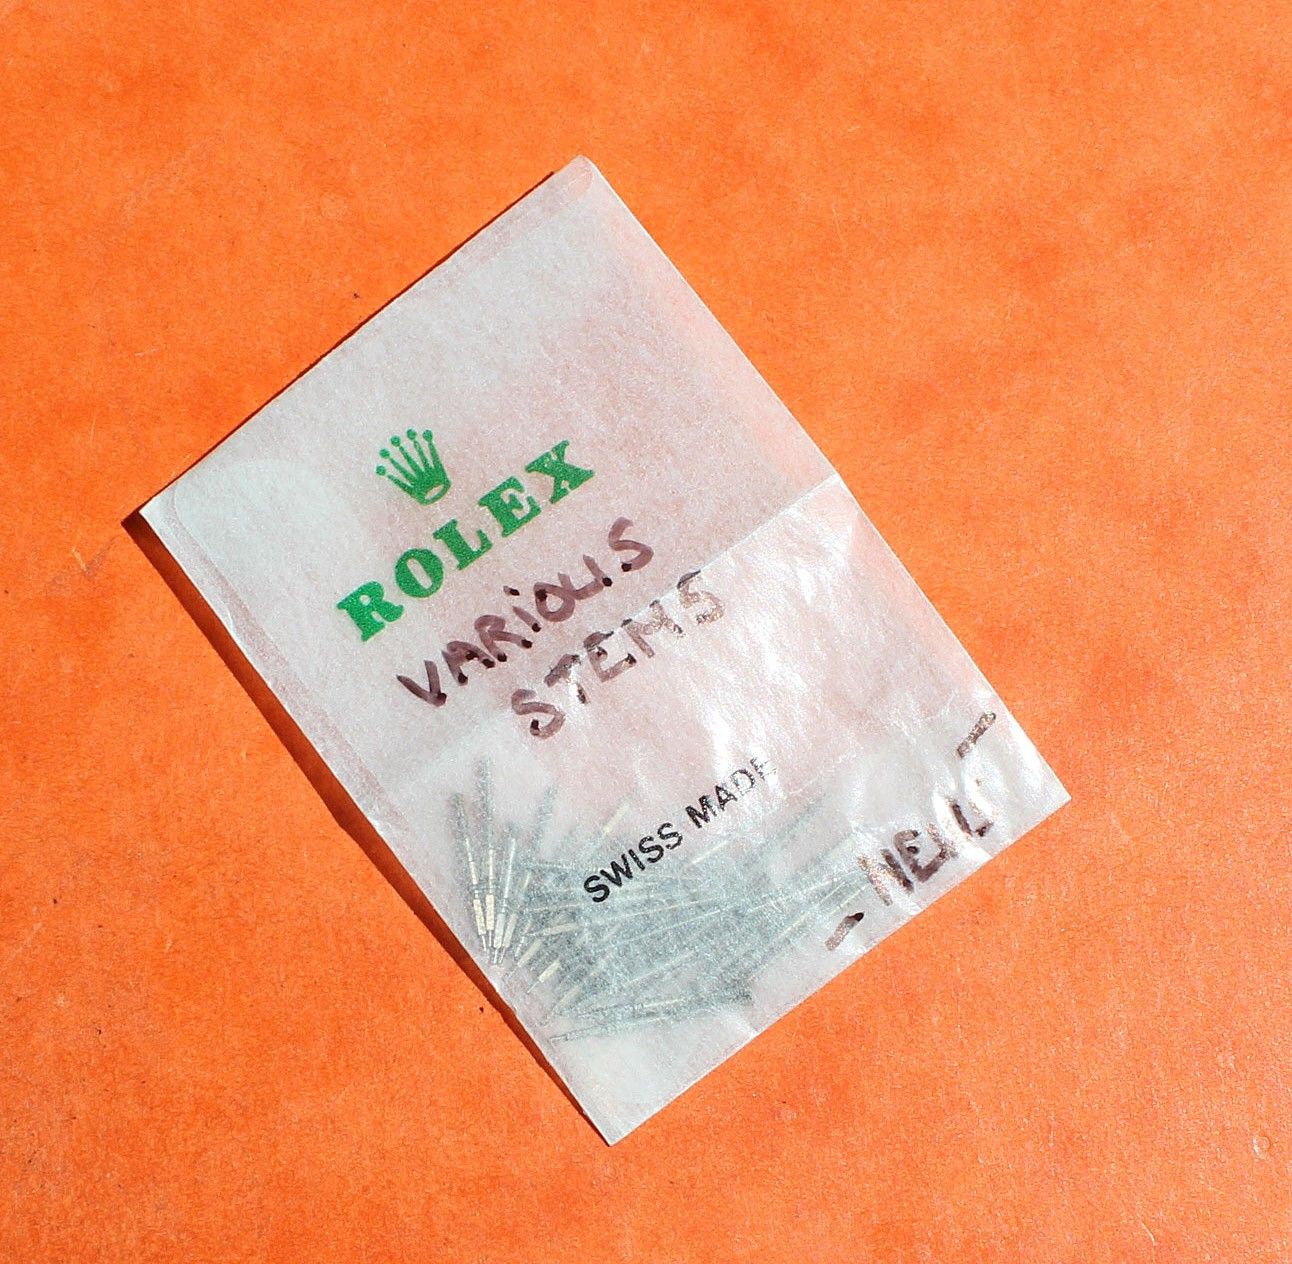 ROLEX
VARiOUS
STEMS
SWISS MADE
- NEW -